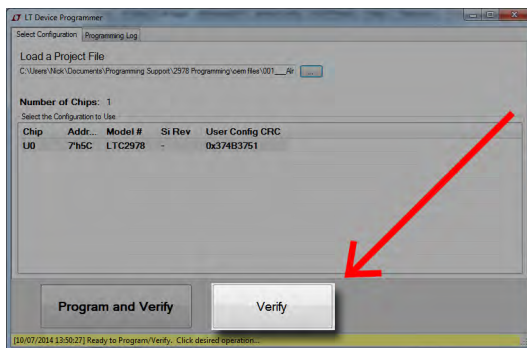 LT Device Programmer
Select Configuration Programming Log
Load a Project File
C:\Users\Nick\Documents\Programming Support\2978 Programming\oem files\001___Alr ...
Number of Chips: 1
Select the Configuration to Use
Chip Addr... Model # Si Rev User Config CRC
U0 7'h5C LTC2978 - 0x374B3751
Program and Verify Verify
[10/07/2014 13:50:27] Ready to Program/Verify. Click desired operation...